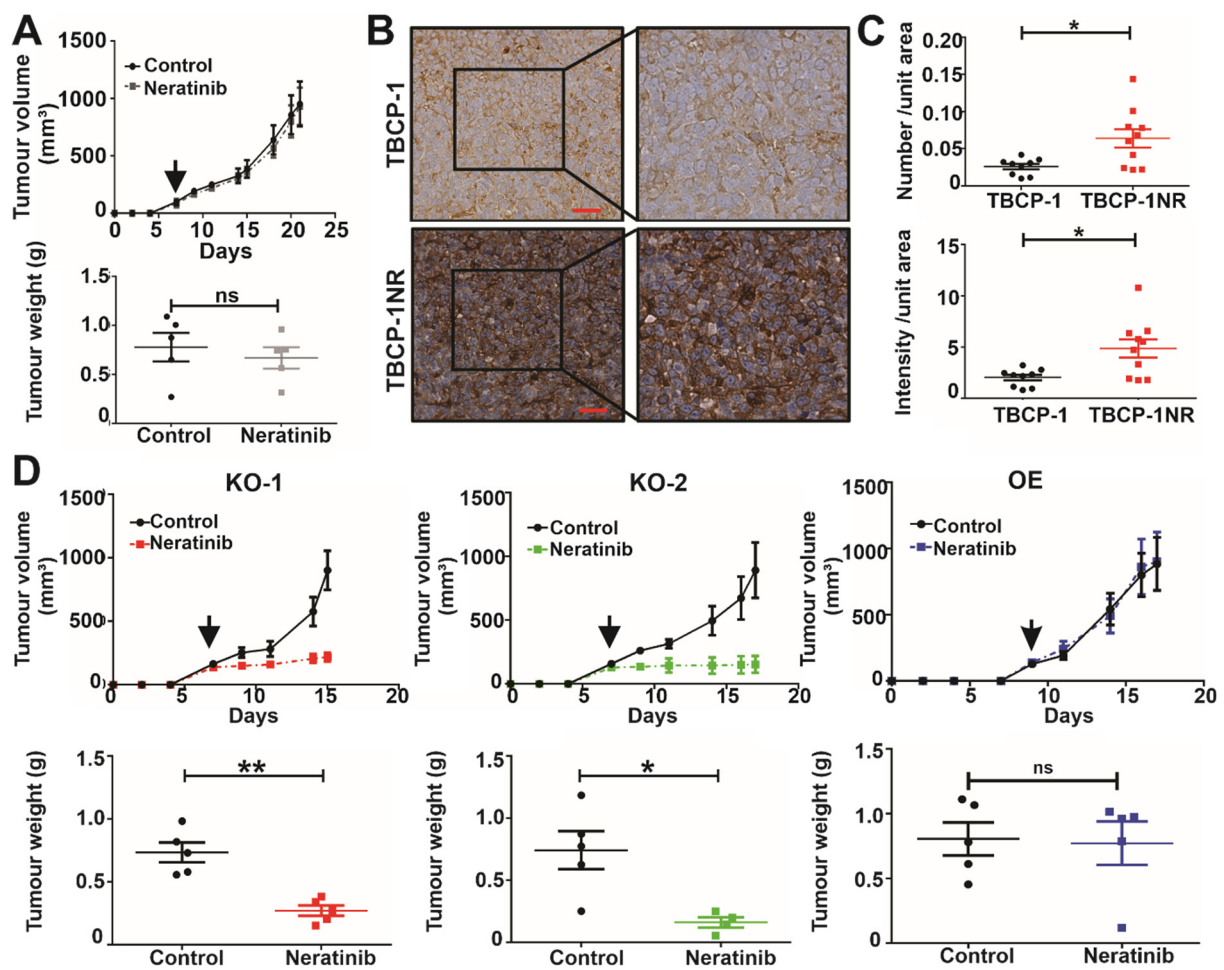 A
1500
1000
500
0
Tumour volume
(mm³)
Control
Neratinib
0 5 10 15 20 25
Days
1.5
1.0
0.5
0
Tumour weight (g)
ns
Control Neratinib
B
TBCP-1
TBCP-1NR
C
0.20
0.15
0.10
0.05
0
Number /unit area
*
TBCP-1 TBCP-1NR
15
10
5
0
Intensity /unit area
*
TBCP-1 TBCP-1NR
D
KO-1
1500
1000
500
0
Tumour volume
(mm³)
Control
Neratinib
0 5 10 15 20
Days
KO-2
1500
1000
500
0
Tumour volume
(mm³)
Control
Neratinib
0 5 10 15 20
Days
OE
1500
1000
500
0
Tumour volume
(mm³)
Control
Neratinib
0 5 10 15 20
Days
1.5
1.0
0.5
0
Tumour weight (g)
**
Control Neratinib
1.5
1.0
0.5
0
Tumour weight (g)
*
Control Neratinib
1.5
1.0
0.5
0
Tumour weight (g)
ns
Control Neratinib